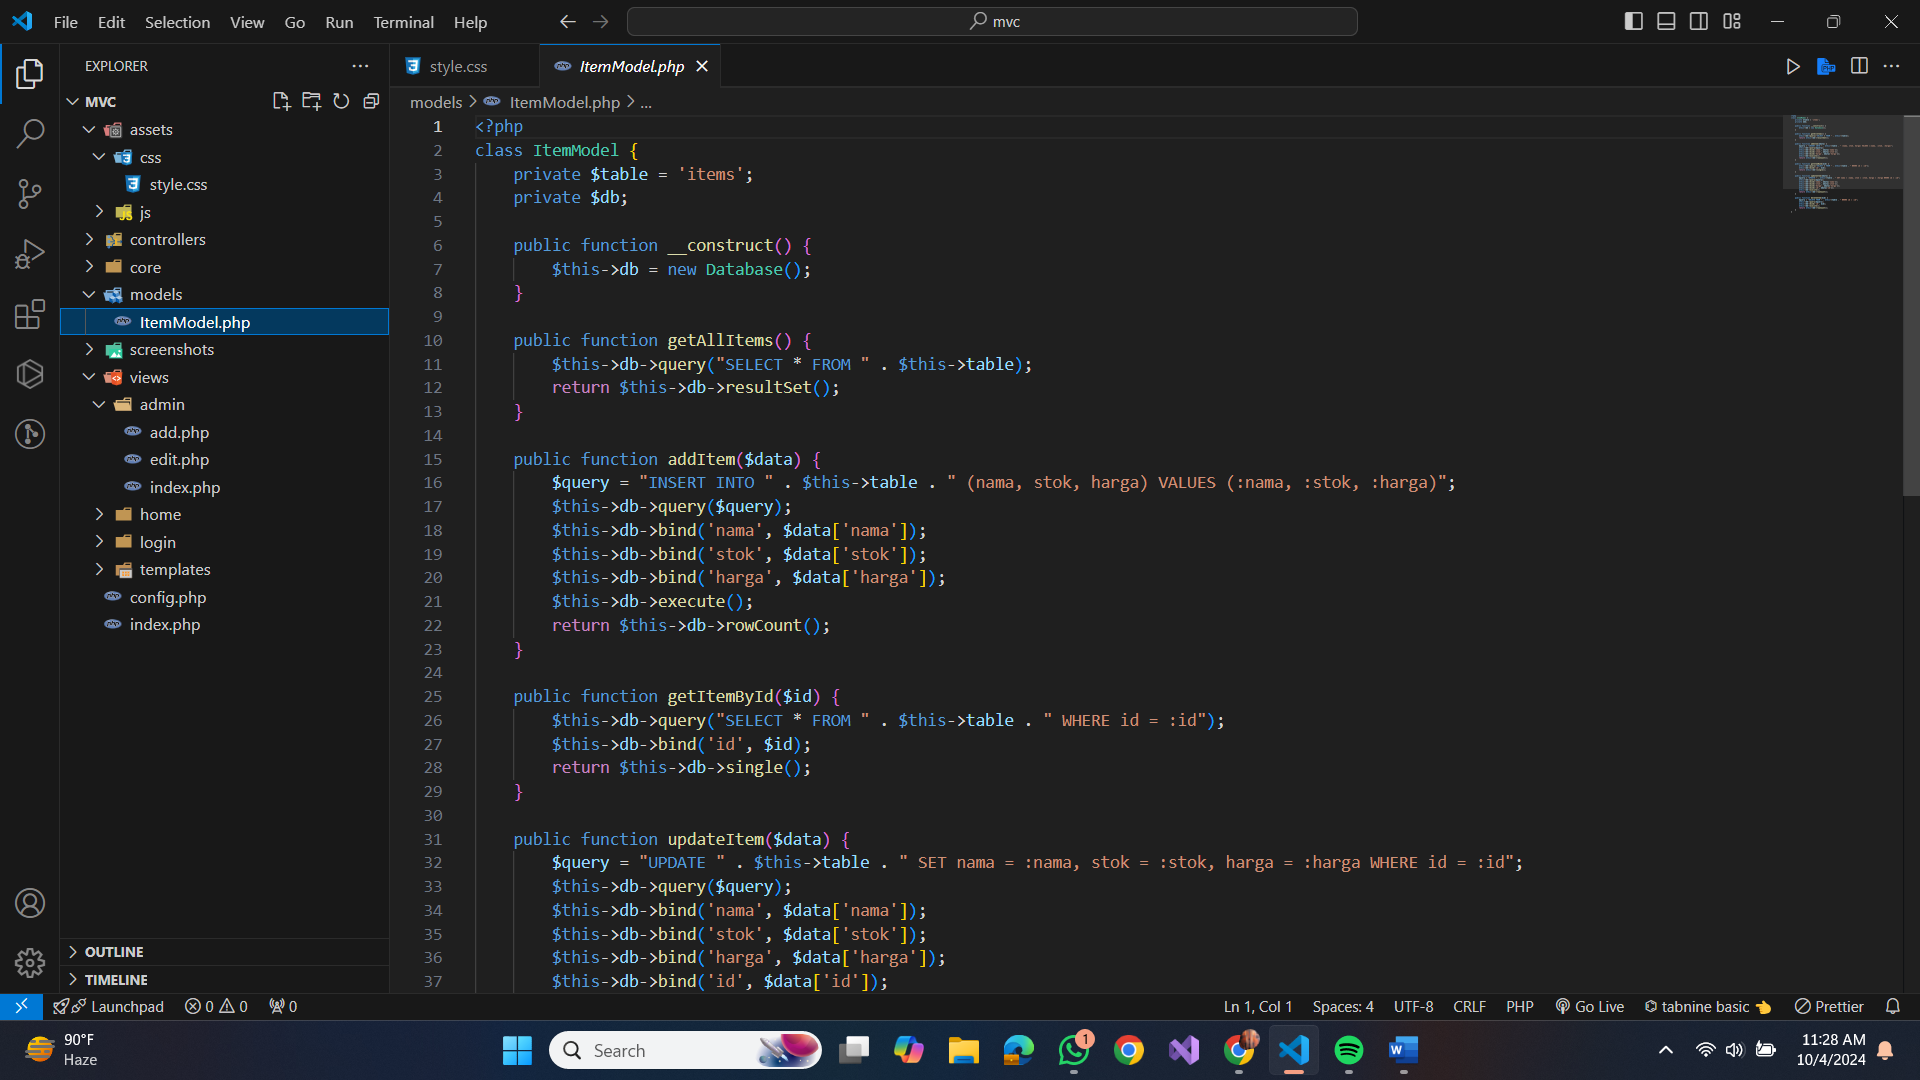 File Edit Selection View Go Run Terminal Help
mvc
EXPLORER
MVC
assets
css
style.css
js
controllers
core
models
ItemModel.php
screenshots
views
admin
add.php
edit.php
index.php
home
login
templates
config.php
index.php
OUTLINE
TIMELINE
style.css
ItemModel.php
models > ItemModel.php > ...
1 <?php
2 class ItemModel {
3     private $table = 'items';
4     private $db;
5
6     public function __construct() {
7         $this->db = new Database();
8     }
9
10     public function getAllItems() {
11         $this->db->query("SELECT * FROM " . $this->table);
12         return $this->db->resultSet();
13     }
14
15     public function addItem($data) {
16         $query = "INSERT INTO " . $this->table . " (nama, stok, harga) VALUES (:nama, :stok, :harga)";
17         $this->db->query($query);
18         $this->db->bind('nama', $data['nama']);
19         $this->db->bind('stok', $data['stok']);
20         $this->db->bind('harga', $data['harga']);
21         $this->db->execute();
22         return $this->db->rowCount();
23     }
24
25     public function getItemById($id) {
26         $this->db->query("SELECT * FROM " . $this->table . " WHERE id = :id");
27         $this->db->bind('id', $id);
28         return $this->db->single();
29     }
30
31     public function updateItem($data) {
32         $query = "UPDATE " . $this->table . " SET nama = :nama, stok = :stok, harga = :harga WHERE id = :id";
33         $this->db->query($query);
34         $this->db->bind('nama', $data['nama']);
35         $this->db->bind('stok', $data['stok']);
36         $this->db->bind('harga', $data['harga']);
37         $this->db->bind('id', $data['id']);
Launchpad 0 0 0 Ln 1, Col 1 Spaces: 4 UTF-8 CRLF PHP Go Live tabnine basic Prettier
90°F
Haze
Search
1
11:28 AM
10/4/2024